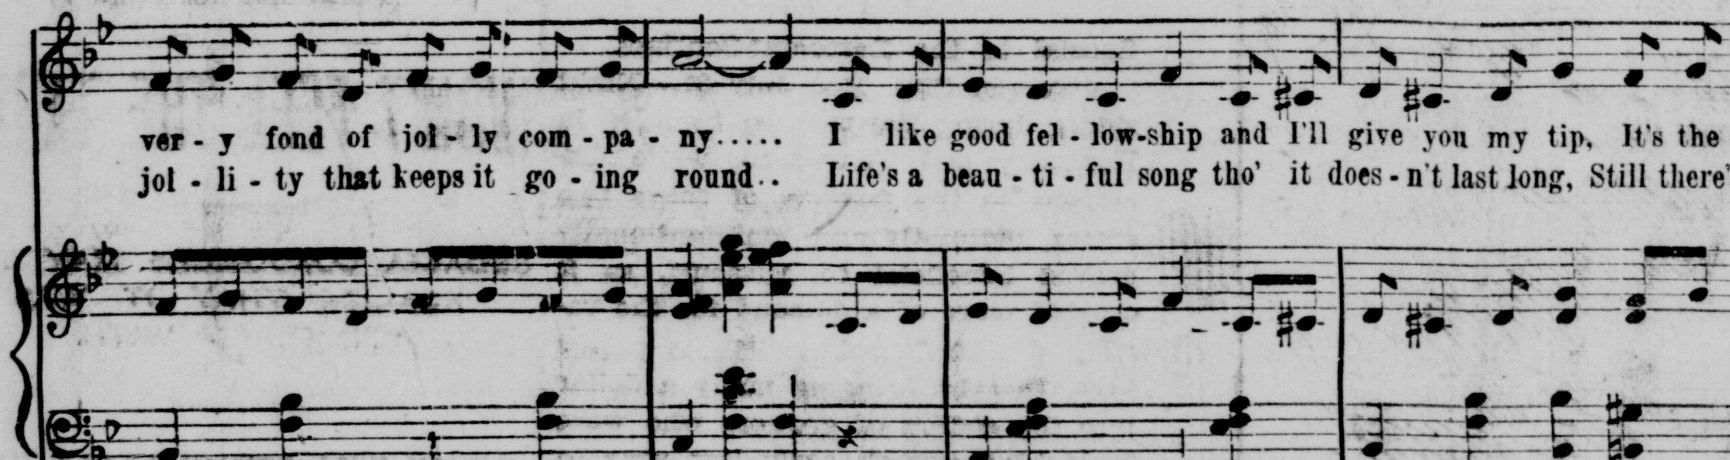 ver - y fond of jol - ly com - pa - ny..... I like good fel - low-ship and I'll give you my tip, It's the
jol - li - ty that keeps it go - ing round.. Life's a beau - ti - ful song tho' it does - n't last long, Still there'